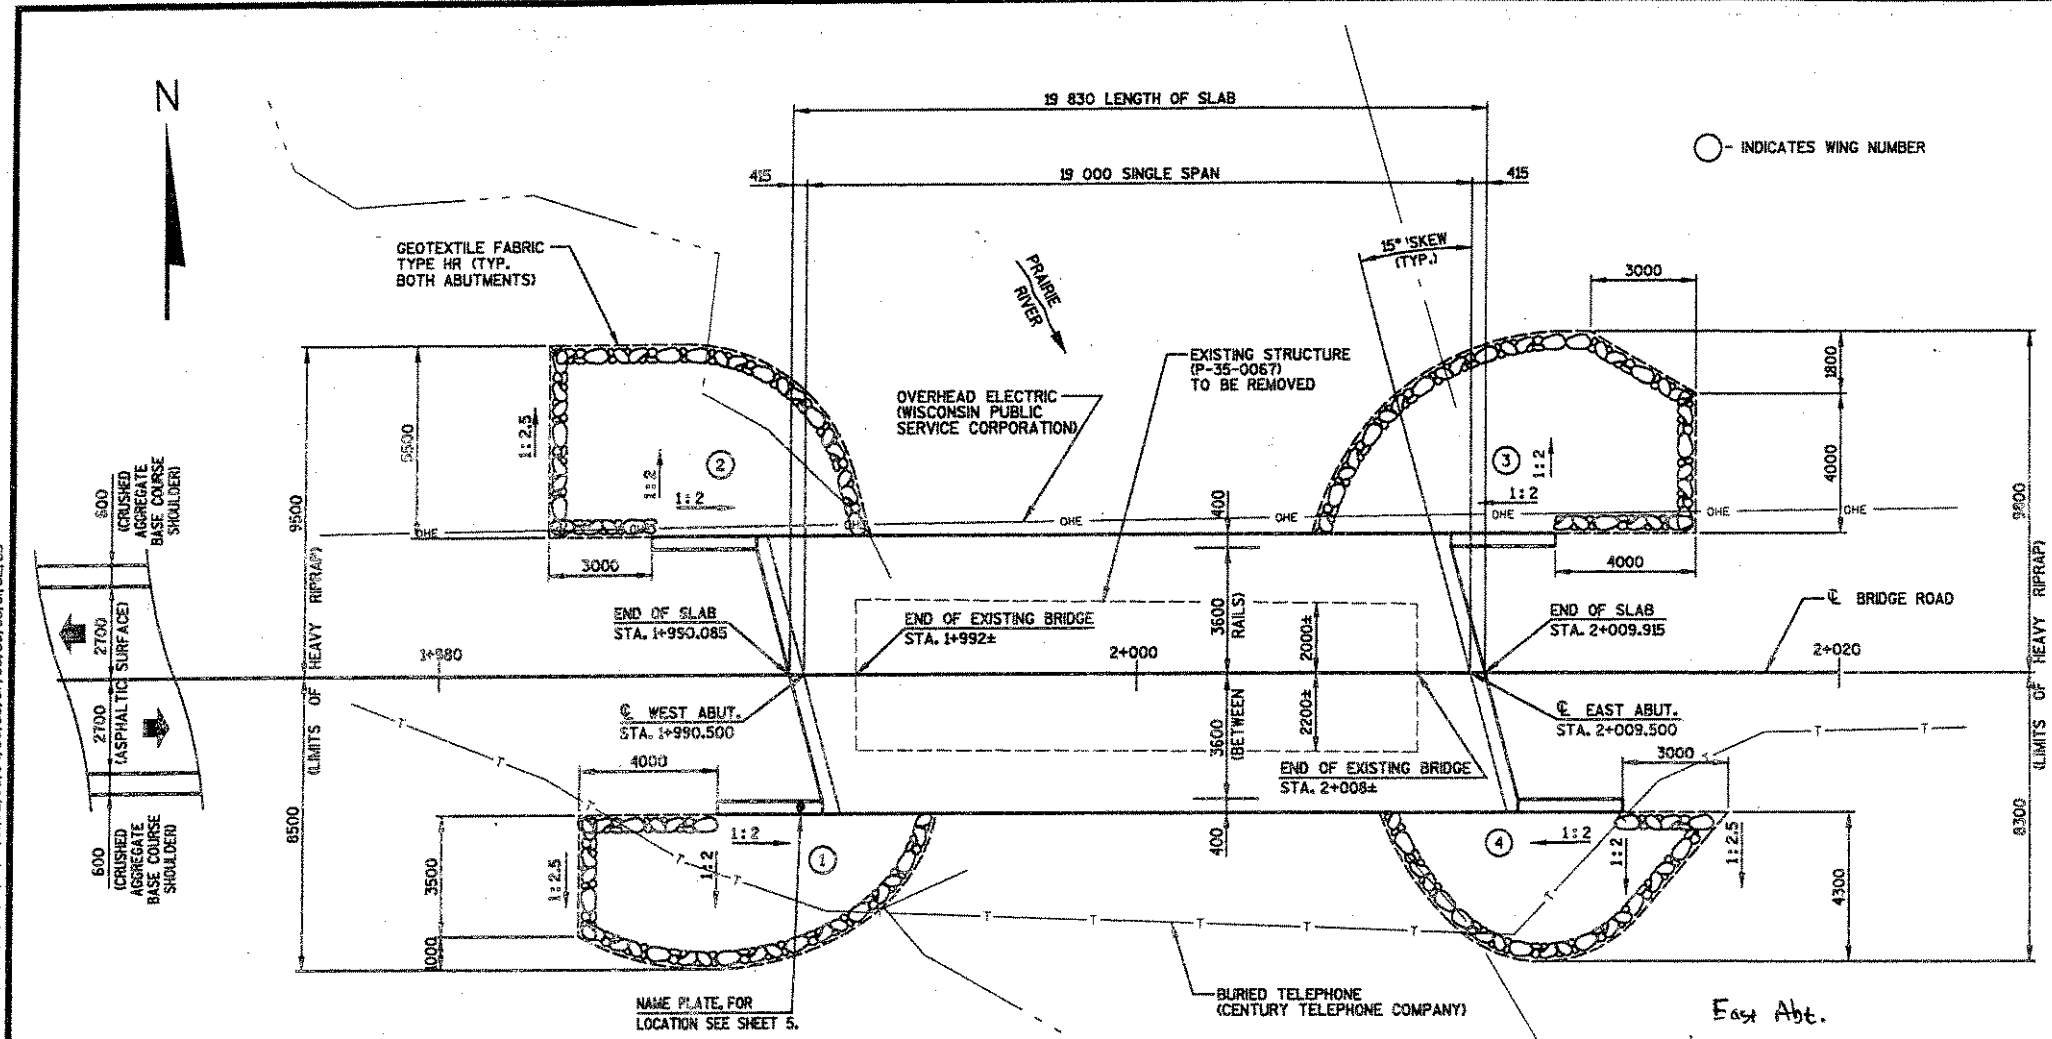 N
19 830 LENGTH OF SLAB
415
19 000 SINGLE SPAN
415
- INDICATES WING NUMBER
GEOTEXTILE FABRIC
TYPE HR (TYP.
BOTH ABUTMENTS)
PRAIRIE
RIVER
15° SKEW
(TYP.)
3000
EXISTING STRUCTURE
(P-35-0067)
TO BE REMOVED
OVERHEAD ELECTRIC
(WISCONSIN PUBLIC
SERVICE CORPORATION)
1800
4000
9800
9500
5500
1:2.5
1:2
1:2
2
3
1:2
1:2
400
OHE
OHE
OHE
OHE
OHE
OHE
OHE
3000
4000
600
(CRUSHED
AGGREGATE
BASE COURSE
SHOULDER)
2700
2700
(ASPHALTIC SURFACE)
600
(CRUSHED
AGGREGATE
BASE COURSE
SHOULDER)
(LIMITS OF HEAVY RIPRAP)
8500
END OF SLAB
STA. 1+990.085
END OF EXISTING BRIDGE
STA. 1+992±
3600
3600
(BETWEEN RAILS)
2000±
2200±
END OF SLAB
STA. 2+009.915
℄ BRIDGE ROAD
1+980
2+000
2+020
℄ WEST ABUT.
STA. 1+990.500
℄ EAST ABUT.
STA. 2+009.500
END OF EXISTING BRIDGE
STA. 2+008±
(LIMITS OF HEAVY RIPRAP)
8300
4000
3000
T
T
T
T
T
T
T
T
T
T
T
T
T
T
3500
1000
1:2.5
1:2
1:2
1
400
4
1:2
1:2
1:2.5
4300
NAME PLATE, FOR
LOCATION SEE SHEET 5.
BURIED TELEPHONE
(CENTURY TELEPHONE COMPANY)
East Abt.